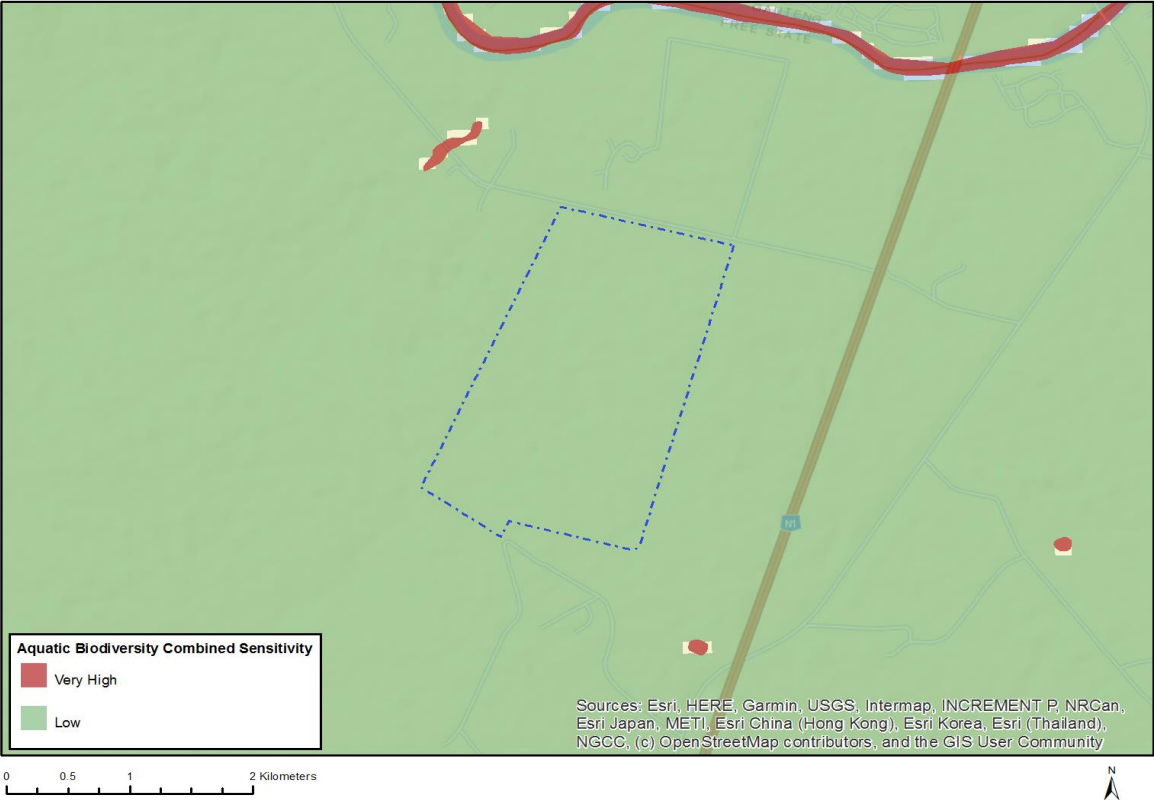 FREE STATE
N1
Aquatic Biodiversity Combined Sensitivity
Very High
Low
Sources: Esri, HERE, Garmin, USGS, Intermap, INCREMENT P, NRCan,
Esri Japan, METI, Esri China (Hong Kong), Esri Korea, Esri (Thailand),
NGCC, (c) OpenStreetMap contributors, and the GIS User Community
0 0.5 1 2 Kilometers
N